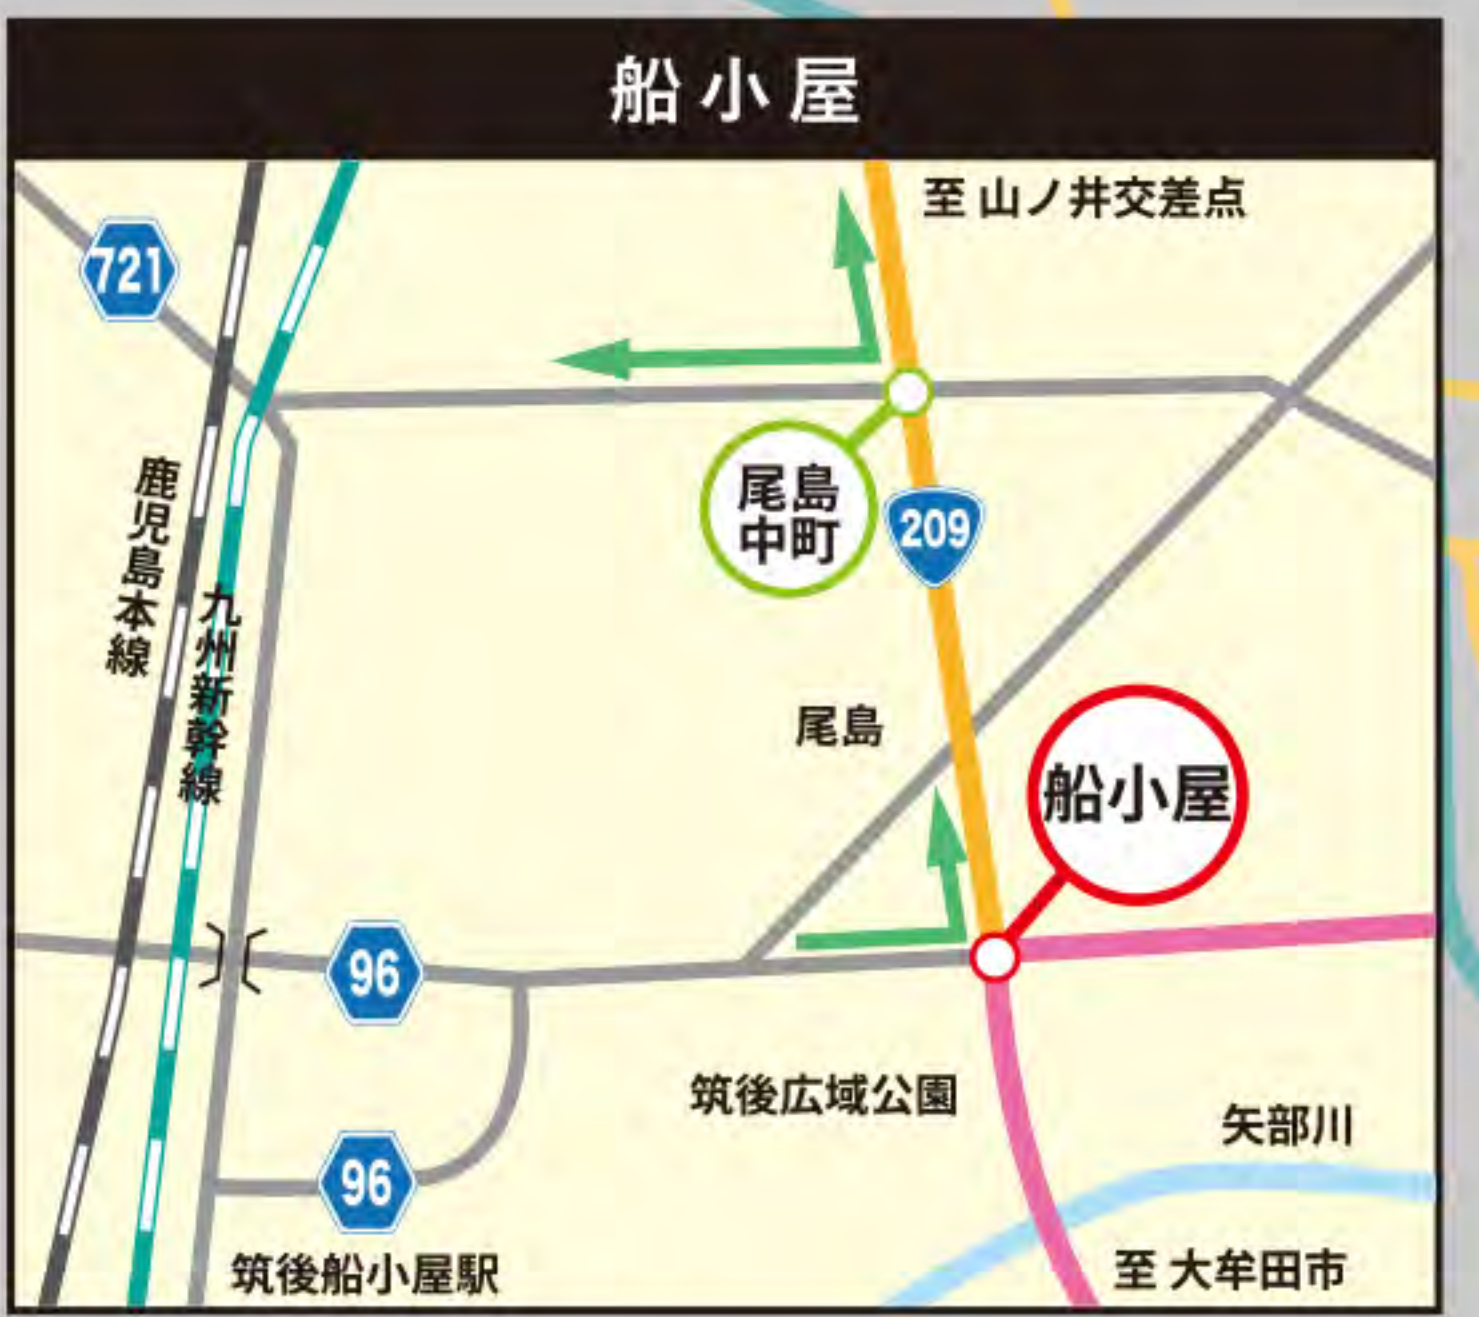 船小屋
至 山ノ井交差点
721
尾島
中町
209
鹿児島本線
九州新幹線
尾島
船小屋
96
筑後広域公園
矢部川
96
筑後船小屋駅
至 大牟田市